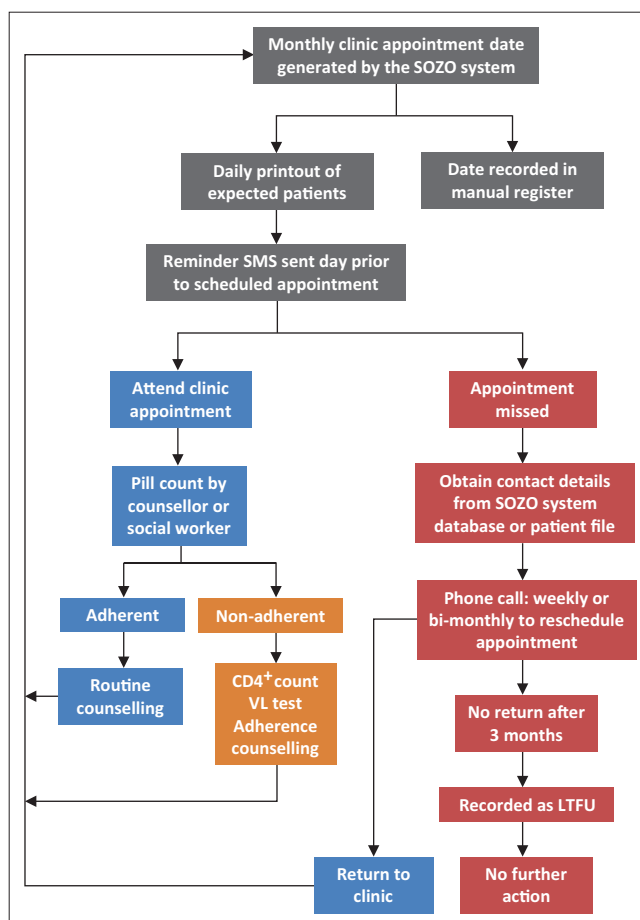 Monthly clinic appointment date
generated by the SOZO system
Daily printout of
expected patients
Date recorded in
manual register
Reminder SMS sent day prior
to scheduled appointment
Attend clinic
appointment
Appointment
missed
Pill count by
counsellor or
social worker
Obtain contact details
from SOZO system
database or patient file
Adherent
Non-adherent
Phone call: weekly or
bi-monthly to reschedule
appointment
Routine
counselling
CD4⁺ count
VL test
Adherence
counselling
No return after
3 months
Recorded as LTFU
Return to
clinic
No further
action